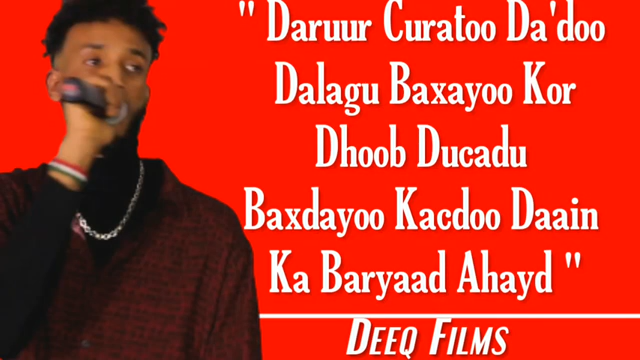 " Daruur Curatoo Da'doo
Dalagu Baxayoo Kor
Dhoob Ducadu
Baxdayoo Kacdoo Daain
Ka Baryaad Ahayd "
DEEQ FILMS